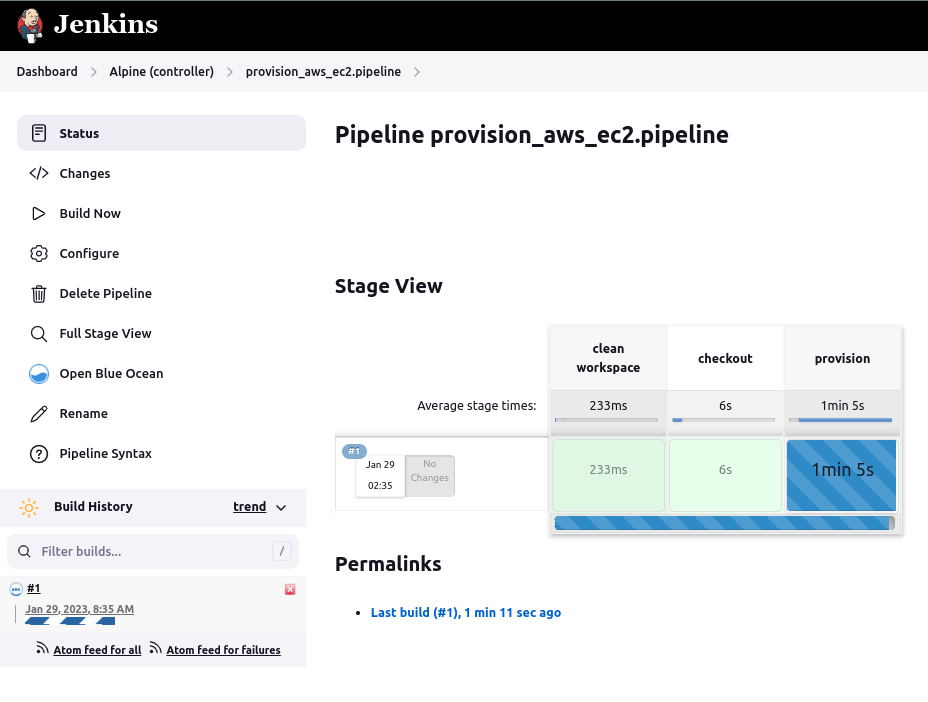 Jenkins
Dashboard
Alpine (controller)
provision_aws_ec2.pipeline
Status
Changes
Build Now
Configure
Delete Pipeline
Full Stage View
Open Blue Ocean
Rename
Pipeline Syntax
Build History
trend
Filter builds...
/
#1
Jan 29, 2023, 8:35 AM
Atom feed for all
Atom feed for failures
Pipeline provision_aws_ec2.pipeline
Stage View
clean
workspace
checkout
provision
Average stage times:
233ms
6s
1min 5s
#1
Jan 29
02:35
No
Changes
233ms
6s
1min 5s
Permalinks
Last build (#1), 1 min 11 sec ago